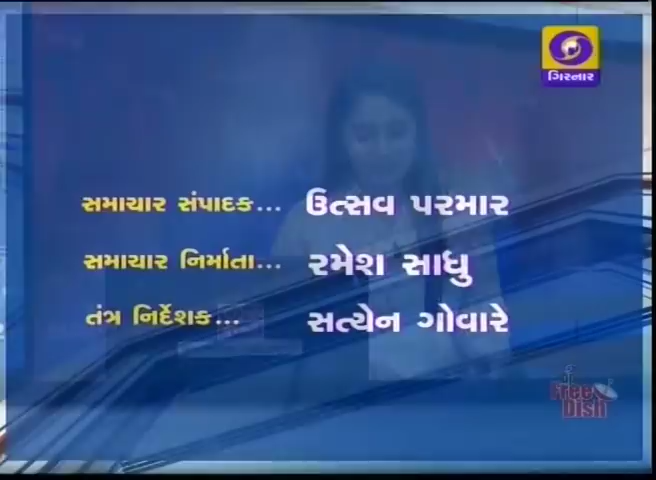 ગિરનાર
સમાચાર સંપાદક... ઉત્સવ પરમાર
સમાચાર નિર્માતા... રમેશ સાધુ
તંત્ર નિર્દેશક... સત્યેન ગોવારે
Free
Dish